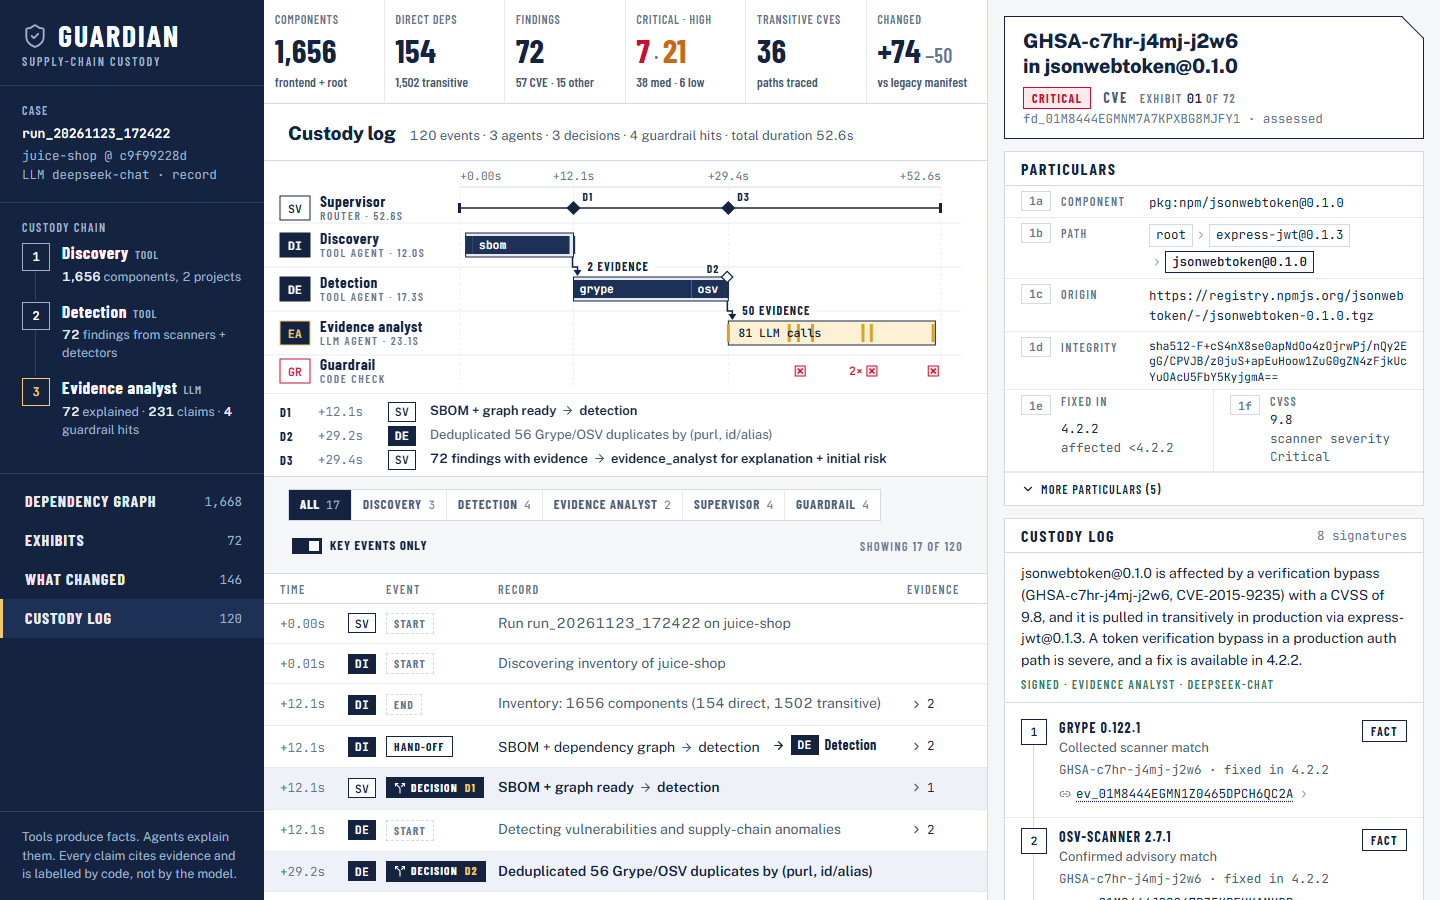 GUARDIAN
SUPPLY-CHAIN CUSTODY
CASE
run_20261123_172422
juice-shop @ c9f99228d
LLM deepseek-chat · record
CUSTODY CHAIN
1 Discovery TOOL
1,656 components, 2 projects
2 Detection TOOL
72 findings from scanners +
detectors
3 Evidence analyst LLM
72 explained · 231 claims · 4
guardrail hits
DEPENDENCY GRAPH 1,668
EXHIBITS 72
WHAT CHANGED 146
CUSTODY LOG 120
Tools produce facts. Agents explain
them. Every claim cites evidence and
is labelled by code, not by the model.
COMPONENTS DIRECT DEPS FINDINGS CRITICAL · HIGH TRANSITIVE CVES CHANGED
1,656 154 72 7 · 21 36 +74 –50
frontend + root 1,502 transitive 57 CVE · 15 other 38 med · 6 low paths traced vs legacy manifest
Custody log 120 events · 3 agents · 3 decisions · 4 guardrail hits · total duration 52.6s
+0.00s +12.1s +29.4s +52.6s
SV Supervisor D1 D3
ROUTER · 52.6S
DI Discovery sbom
TOOL AGENT · 12.0S
2 EVIDENCE D2
DE Detection grype osv
TOOL AGENT · 17.3S
50 EVIDENCE
EA Evidence analyst 81 LLM calls
LLM AGENT · 23.1S
GR Guardrail 2×
CODE CHECK
D1 +12.1s SV SBOM + graph ready → detection
D2 +29.2s DE Deduplicated 56 Grype/OSV duplicates by (purl, id/alias)
D3 +29.4s SV 72 findings with evidence → evidence_analyst for explanation + initial risk
ALL 17 DISCOVERY 3 DETECTION 4 EVIDENCE ANALYST 2 SUPERVISOR 4 GUARDRAIL 4
KEY EVENTS ONLY SHOWING 17 OF 120
TIME EVENT RECORD EVIDENCE
+0.00s SV START Run run_20261123_172422 on juice-shop
+0.01s DI START Discovering inventory of juice-shop
+12.1s DI END Inventory: 1656 components (154 direct, 1502 transitive) › 2
+12.1s DI HAND-OFF SBOM + dependency graph → detection → DE Detection › 2
+12.1s SV DECISION D1 SBOM + graph ready → detection › 1
+12.1s DE START Detecting vulnerabilities and supply-chain anomalies › 2
+29.2s DE DECISION D2 Deduplicated 56 Grype/OSV duplicates by (purl, id/alias)
GHSA-c7hr-j4mj-j2w6
in jsonwebtoken@0.1.0
CRITICAL CVE EXHIBIT 01 OF 72
fd_01M8444EGMNM7A7KPXBG8MJFY1 · assessed
PARTICULARS
1a COMPONENT pkg:npm/jsonwebtoken@0.1.0
1b PATH root › express-jwt@0.1.3
› jsonwebtoken@0.1.0
1c ORIGIN https://registry.npmjs.org/jsonweb
token/-/jsonwebtoken-0.1.0.tgz
1d INTEGRITY sha512-F+cS4nX8se0apNdOo4zOjrwPj/nQy2E
gG/CPVJB/z0juS+apEuHoow1ZuG0gZN4zFjkUc
YuOAcU5FbY5KyjgmA==
1e FIXED IN 1f CVSS
4.2.2 9.8
affected <4.2.2 scanner severity
Critical
MORE PARTICULARS (5)
CUSTODY LOG 8 signatures
jsonwebtoken@0.1.0 is affected by a verification bypass
(GHSA-c7hr-j4mj-j2w6, CVE-2015-9235) with a CVSS of
9.8, and it is pulled in transitively in production via express-
jwt@0.1.3. A token verification bypass in a production auth
path is severe, and a fix is available in 4.2.2.
SIGNED · EVIDENCE ANALYST · DEEPSEEK-CHAT
1 GRYPE 0.122.1 FACT
Collected scanner match
GHSA-c7hr-j4mj-j2w6 · fixed in 4.2.2
ev_01M8444EGMN1Z0465DPCH6QC2A ›
2 OSV-SCANNER 2.7.1 FACT
Confirmed advisory match
GHSA-c7hr-j4mj-j2w6 · fixed in 4.2.2